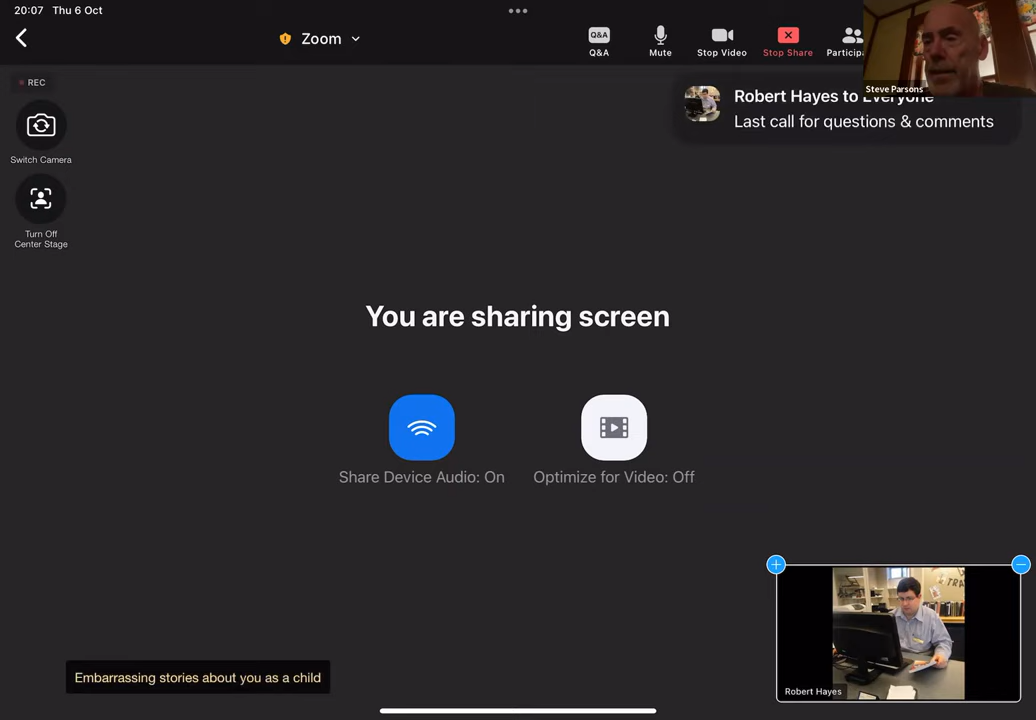 20:07 Thu 6 Oct
Zoom
Q&A
Q&A
Mute
Stop Video
Stop Share
Steve Parsons
REC
Robert Hayes to Everyone
Last call for questions & comments
Switch Camera
Turn Off
Center Stage
You are sharing screen
Share Device Audio: On
Optimize for Video: Off
Embarrassing stories about you as a child
Robert Hayes